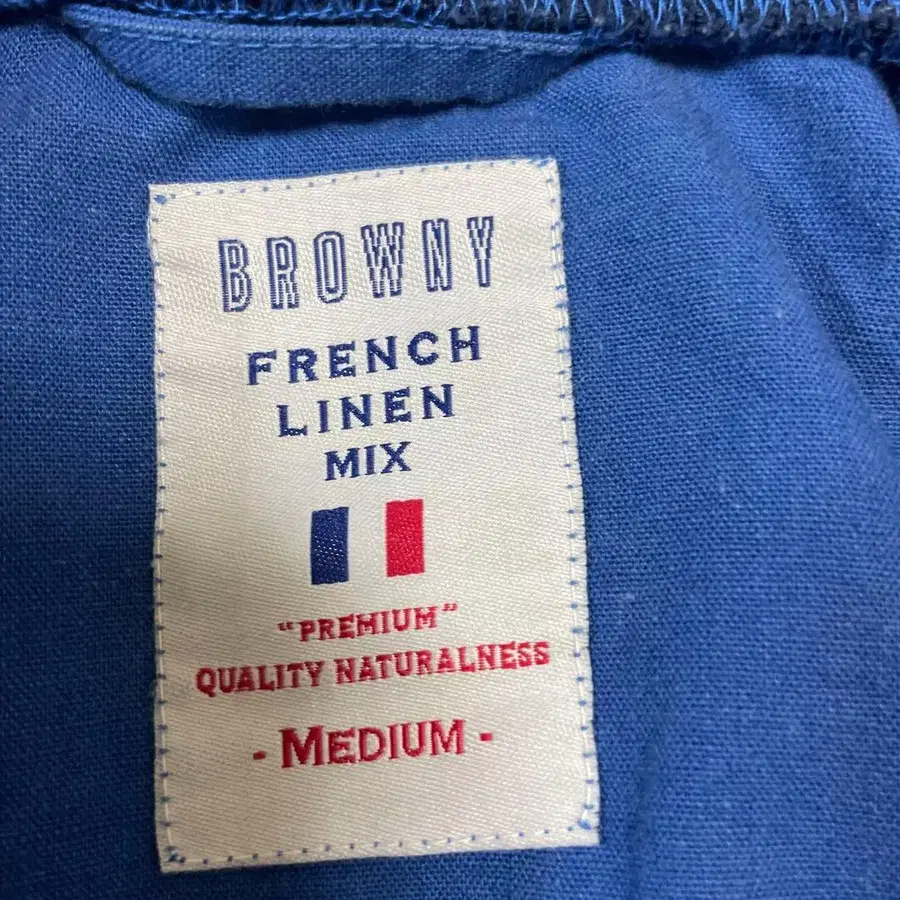 BROWNY
FRENCH
LINEN
MIX
"PREMIUM"
QUALITY NATURALNESS
- MEDIUM -